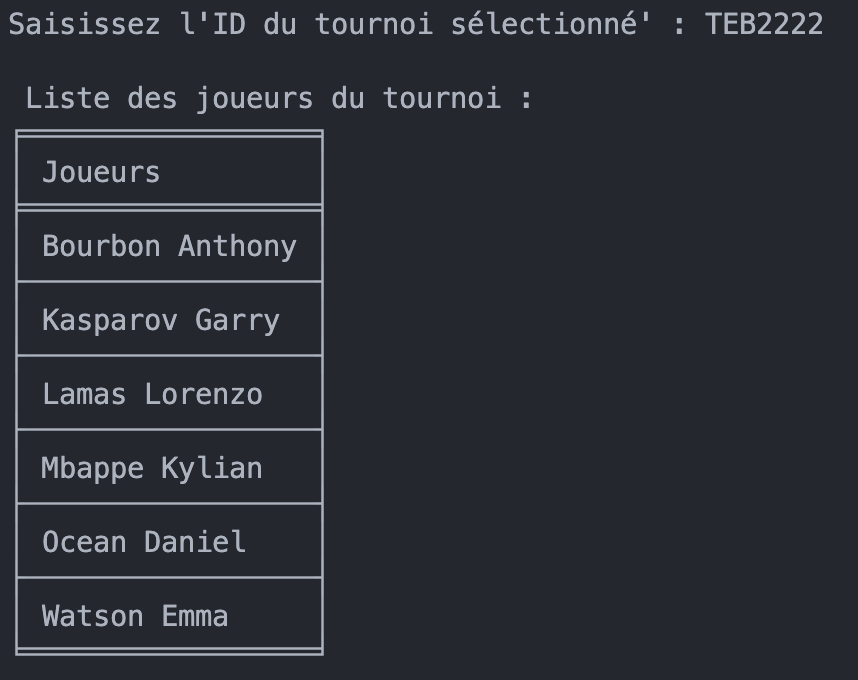 Saisissez l'ID du tournoi sélectionné' : TEB2222
Liste des joueurs du tournoi :
Joueurs
Bourbon Anthony
Kasparov Garry
Lamas Lorenzo
Mbappe Kylian
Ocean Daniel
Watson Emma